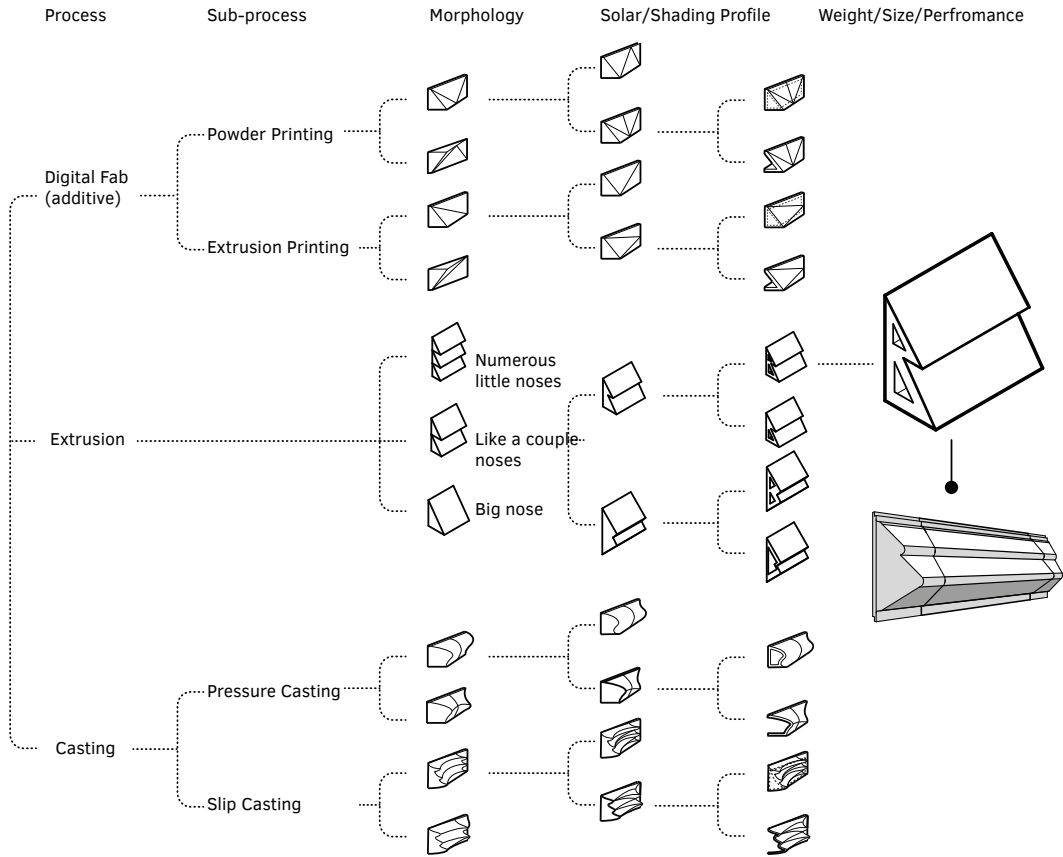 Process
Sub-process
Morphology
Solar/Shading Profile
Weight/Size/Perfromance
Powder Printing
Digital Fab
(additive)
Extrusion Printing
Numerous
little noses
Extrusion
Like a couple
noses
Big nose
Pressure Casting
Casting
Slip Casting